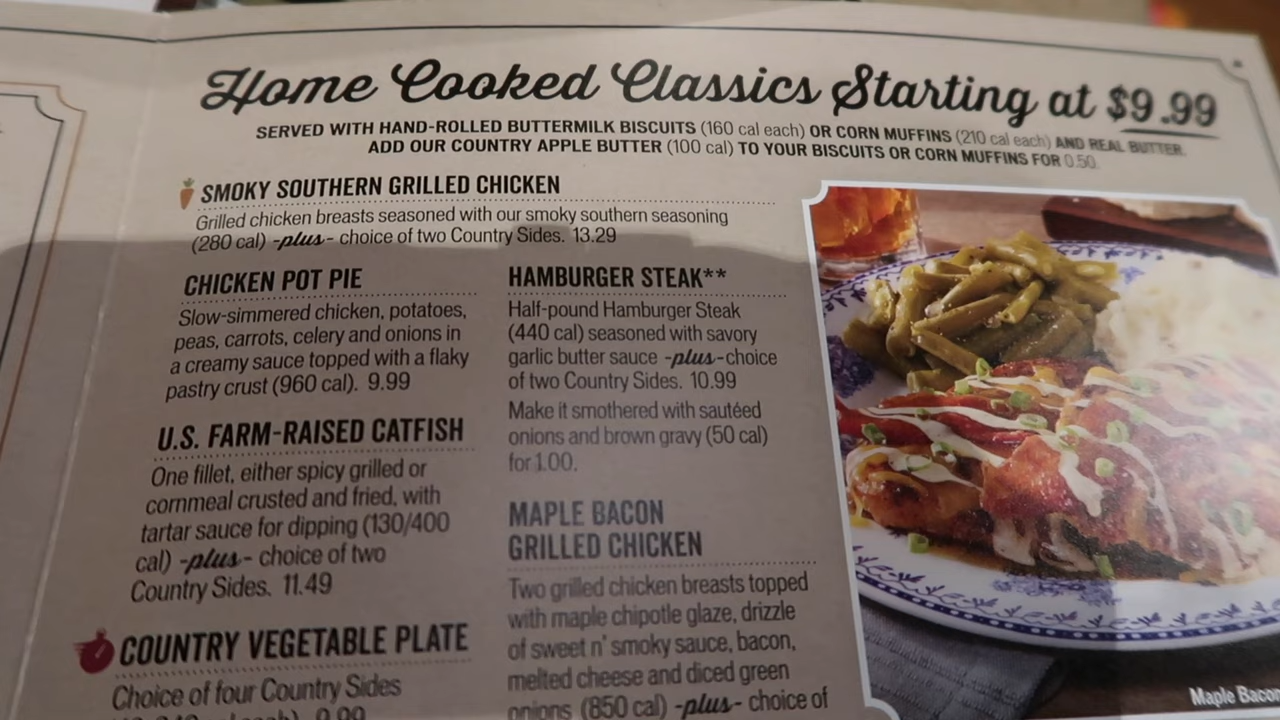 Home Cooked Classics Starting at $9.99
SERVED WITH HAND-ROLLED BUTTERMILK BISCUITS (160 cal each) OR CORN MUFFINS (210 cal each) AND REAL BUTTER.
ADD OUR COUNTRY APPLE BUTTER (100 cal) TO YOUR BISCUITS OR CORN MUFFINS FOR 0.50.
SMOKY SOUTHERN GRILLED CHICKEN
Grilled chicken breasts seasoned with our smoky southern seasoning
(280 cal) -plus- choice of two Country Sides. 13.29
CHICKEN POT PIE
Slow-simmered chicken, potatoes,
peas, carrots, celery and onions in
a creamy sauce topped with a flaky
pastry crust (960 cal). 9.99
U.S. FARM-RAISED CATFISH
One fillet, either spicy grilled or
cornmeal crusted and fried, with
tartar sauce for dipping (130/400
cal) -plus- choice of two
Country Sides. 11.49
COUNTRY VEGETABLE PLATE
Choice of four Country Sides
HAMBURGER STEAK**
Half-pound Hamburger Steak
(440 cal) seasoned with savory
garlic butter sauce -plus- choice
of two Country Sides. 10.99
Make it smothered with sautéed
onions and brown gravy (50 cal)
for 1.00.
MAPLE BACON
GRILLED CHICKEN
Two grilled chicken breasts topped
with maple chipotle glaze, drizzle
of sweet n' smoky sauce, bacon,
melted cheese and diced green
onions (850 cal) -plus- choice of
Maple Bacon